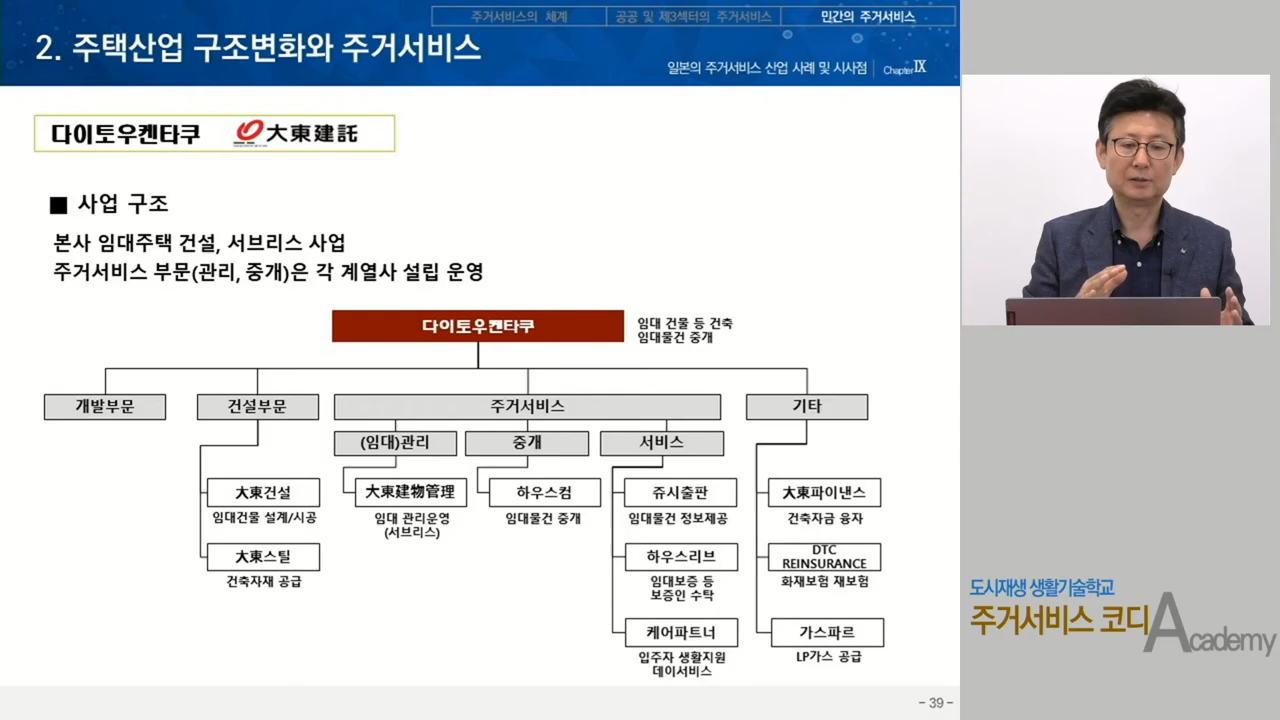 주거서비스의 체계
공공 및 제3섹터의 주거서비스
민간의 주거서비스
2. 주택산업 구조변화와 주거서비스
일본의 주거서비스 산업 사례 및 시사점
Chapter Ⅸ
다이토우켄타쿠
大東建託
■ 사업 구조
본사 임대주택 건설, 서브리스 사업
주거서비스 부문(관리, 중개)은 각 계열사 설립 운영
다이토우켄타쿠
임대 건물 등 건축
임대물건 중개
개발부문
건설부문
주거서비스
기타
(임대)관리
중개
서비스
大東건설
임대건물 설계/시공
大東스틸
건축자재 공급
大東建物管理
임대 관리운영
(서브리스)
하우스컴
임대물건 중개
쥬시출판
임대물건 정보제공
하우스리브
임대보증 등
보증인 수탁
케어파트너
입주자 생활지원
데이서비스
大東파이낸스
건축자금 융자
DTC
REINSURANCE
화재보험 재보험
가스파르
LP가스 공급
도시재생 생활기술학교
주거서비스 코디
Academy
- 39 -